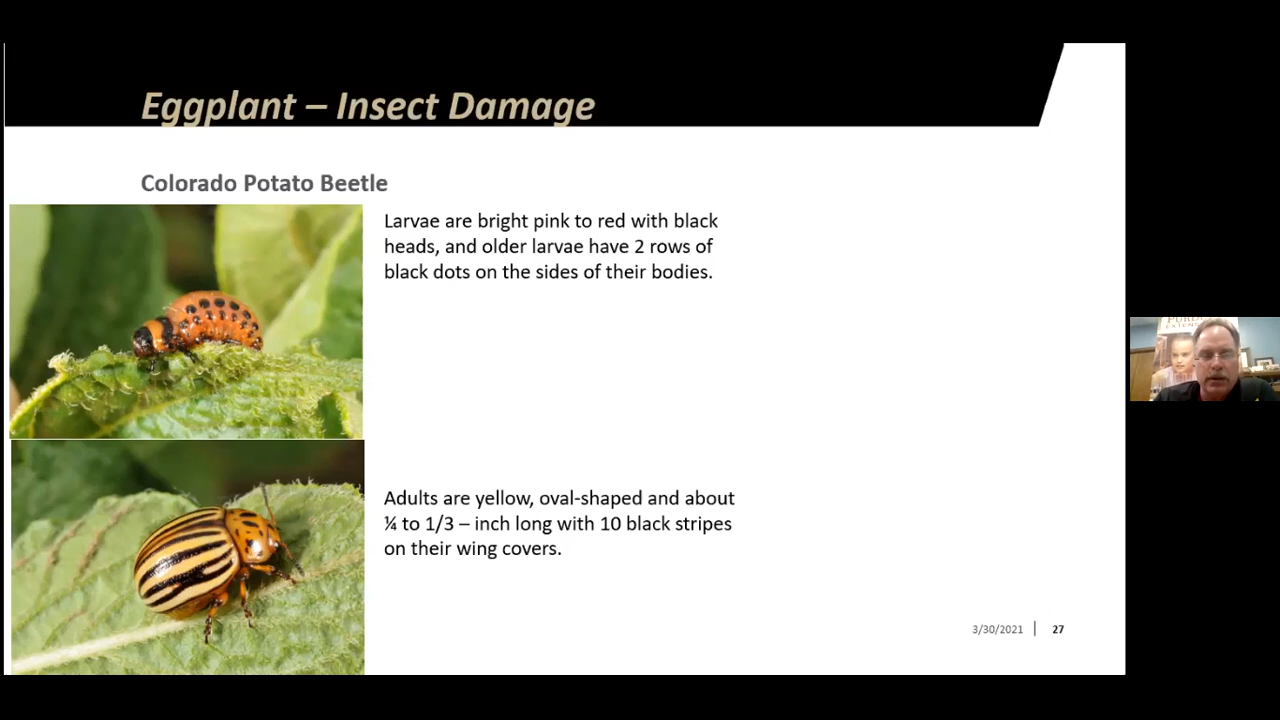 Eggplant – Insect Damage
Colorado Potato Beetle
Larvae are bright pink to red with black
heads, and older larvae have 2 rows of
black dots on the sides of their bodies.
Adults are yellow, oval-shaped and about
¼ to 1/3 – inch long with 10 black stripes
on their wing covers.
3/30/2021 | 27